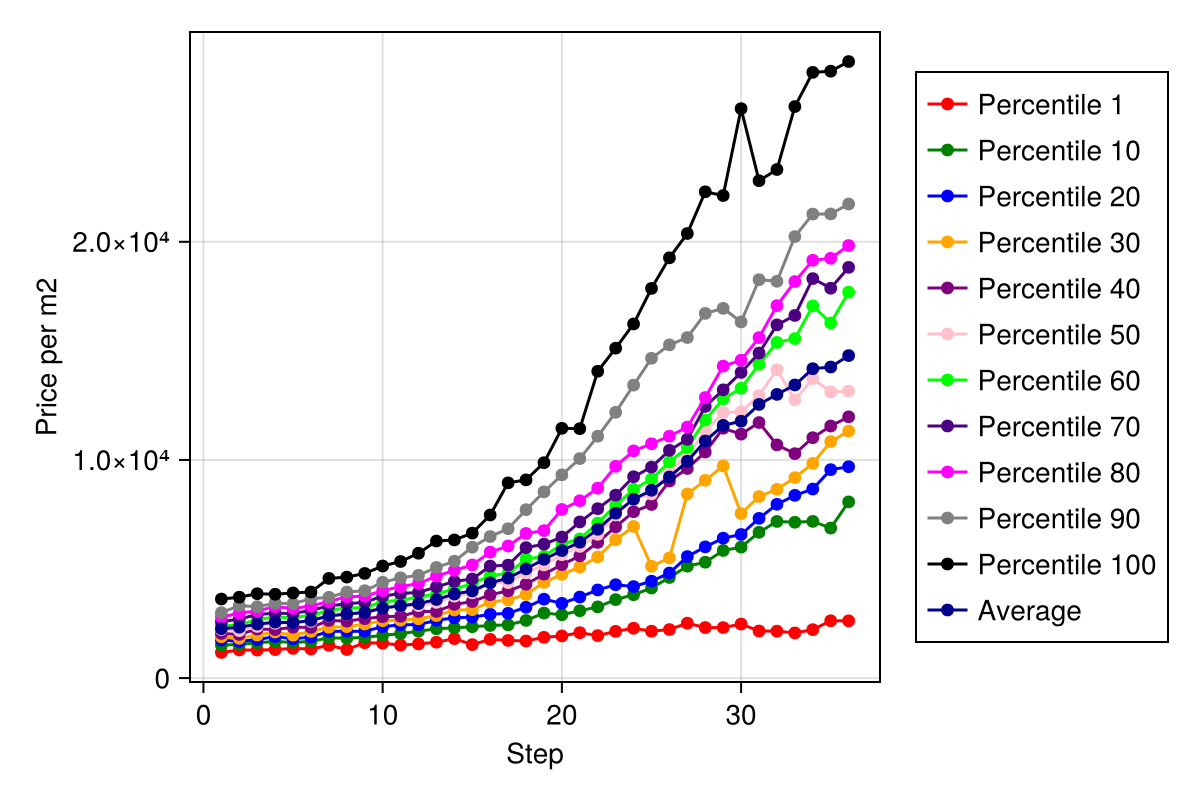 Price per m2
2.0×10⁴
1.0×10⁴
0
0 10 20 30
Step
Percentile 1
Percentile 10
Percentile 20
Percentile 30
Percentile 40
Percentile 50
Percentile 60
Percentile 70
Percentile 80
Percentile 90
Percentile 100
Average